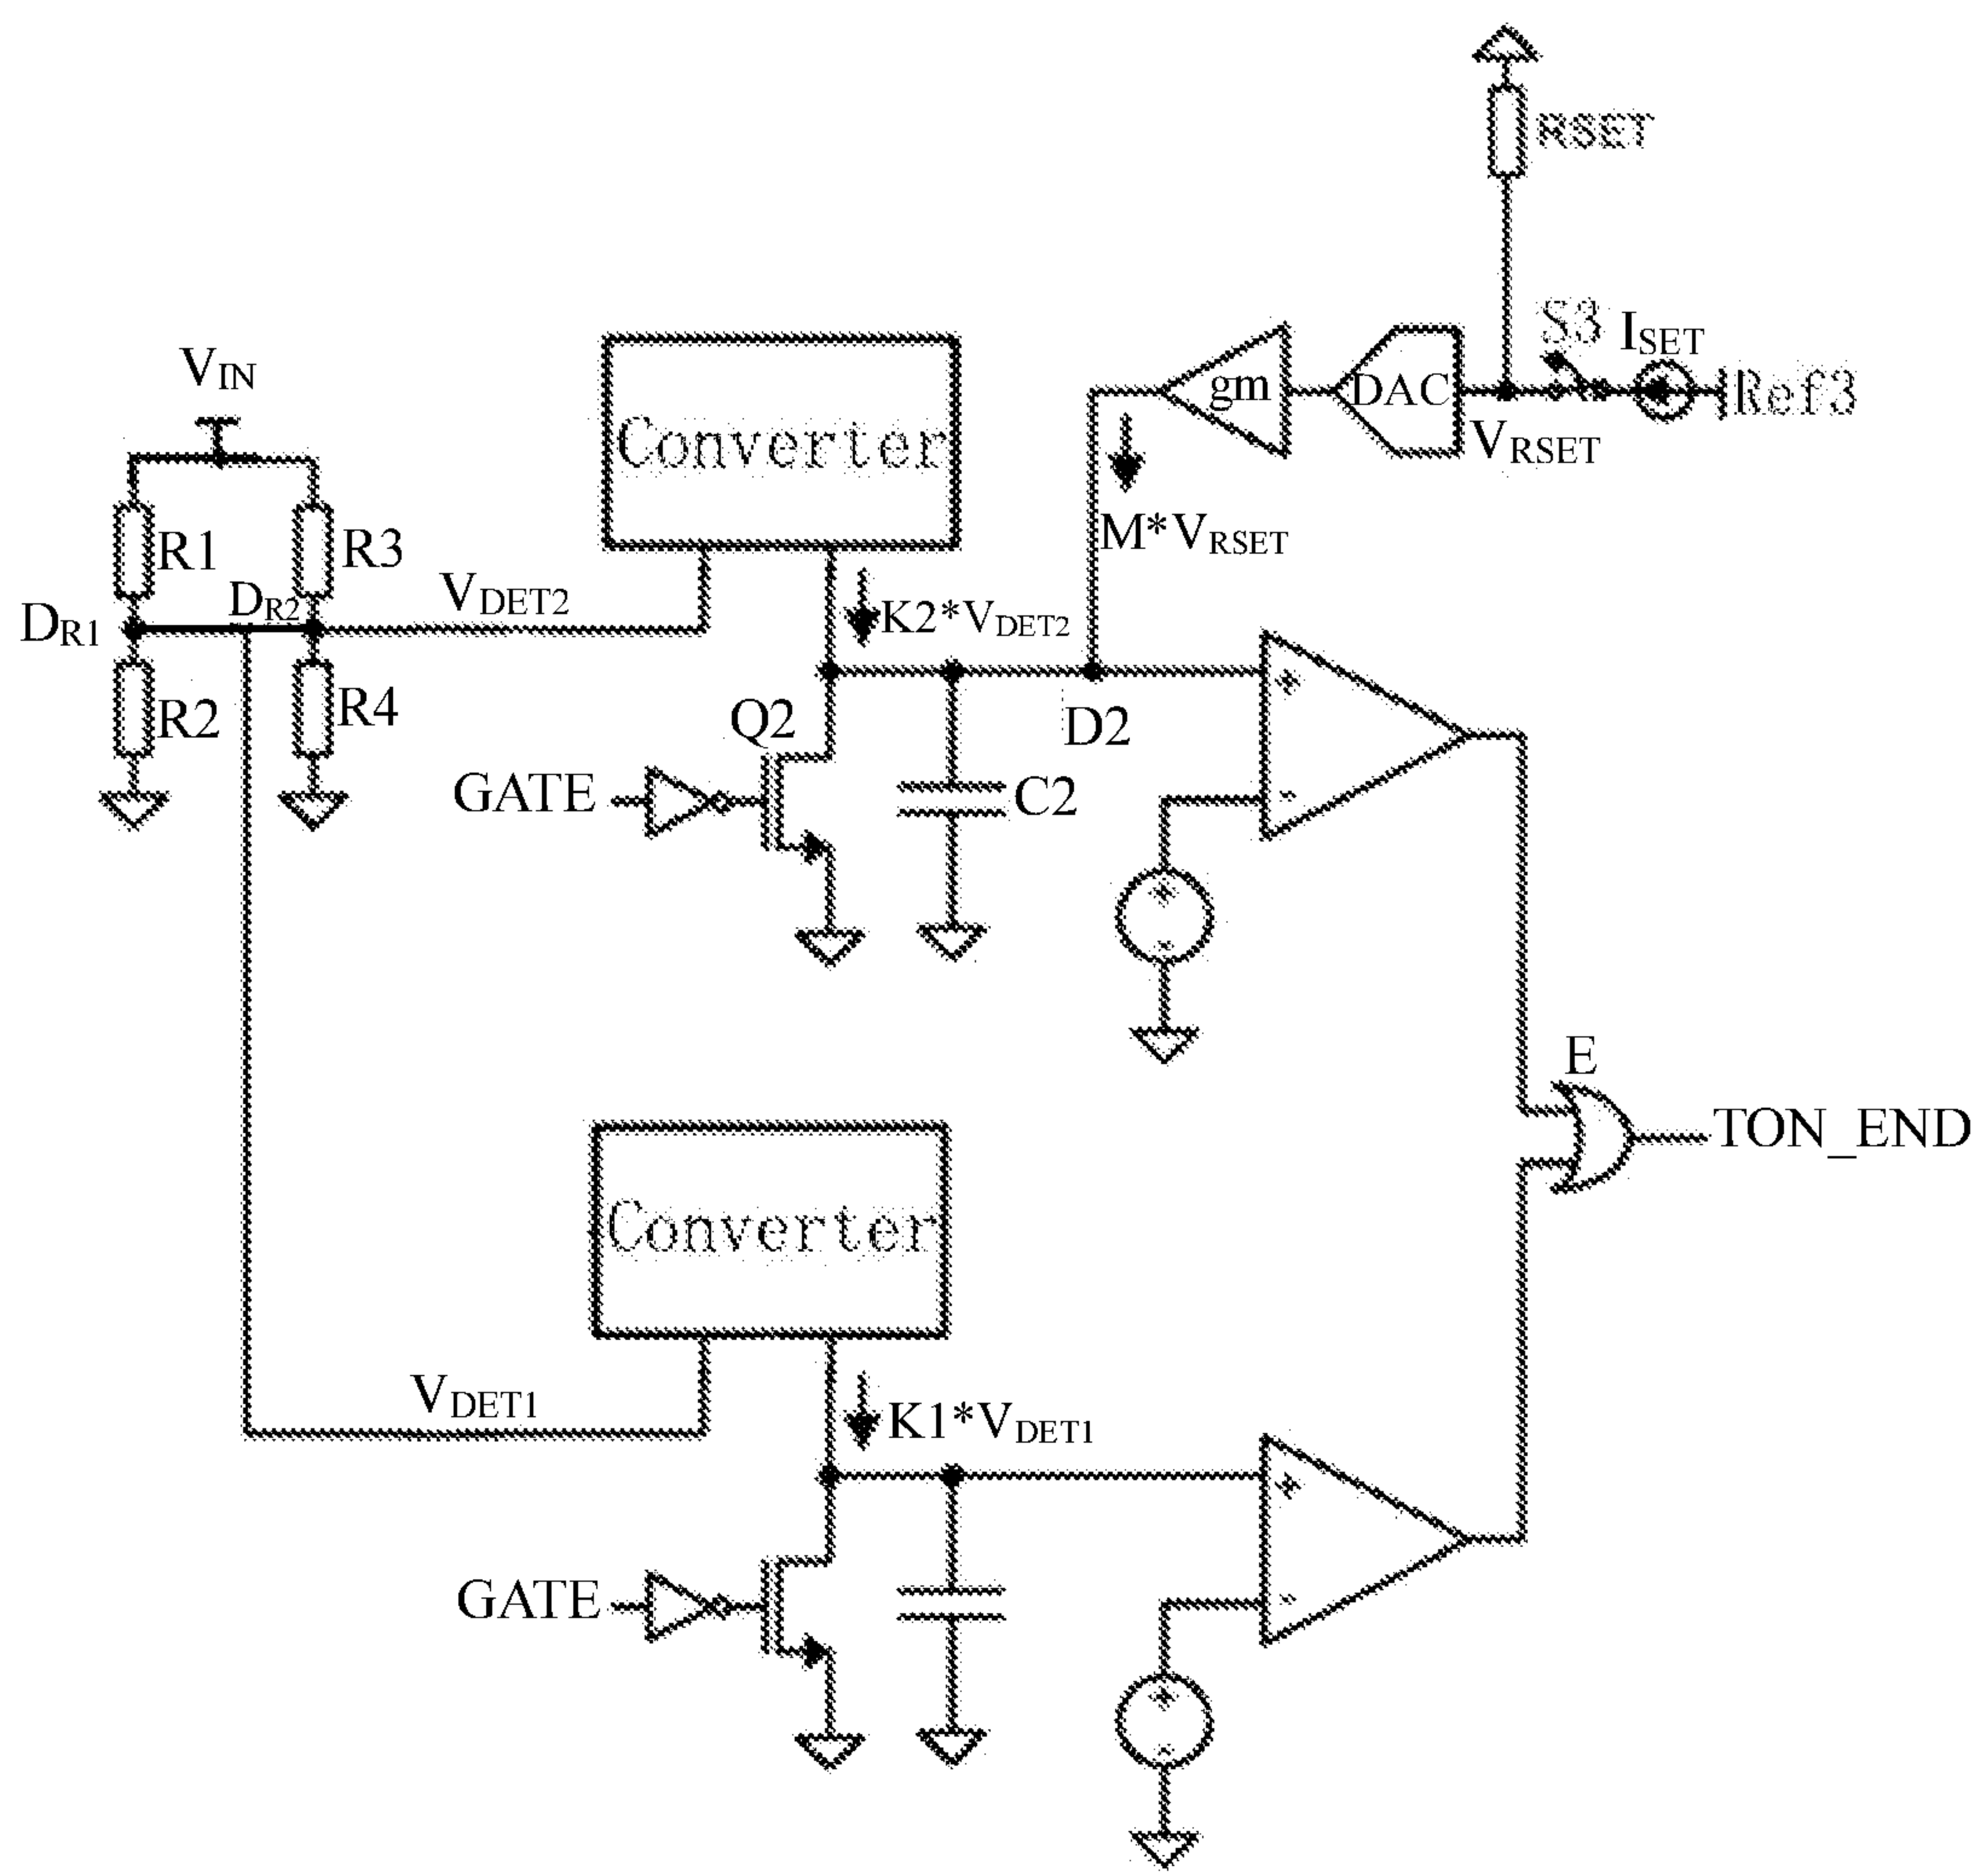 RSET
S3
ISET
VIN
Converter
gm
DAC
Ref3
VRSET
R1
R3
M*VRSET
DR1
DR2
VDET2
K2*VDET2
R2
R4
Q2
+
D2
GATE
C2
-
+
-
E
TON_END
Converter
VDET1
K1*VDET1
+
GATE
-
+
-